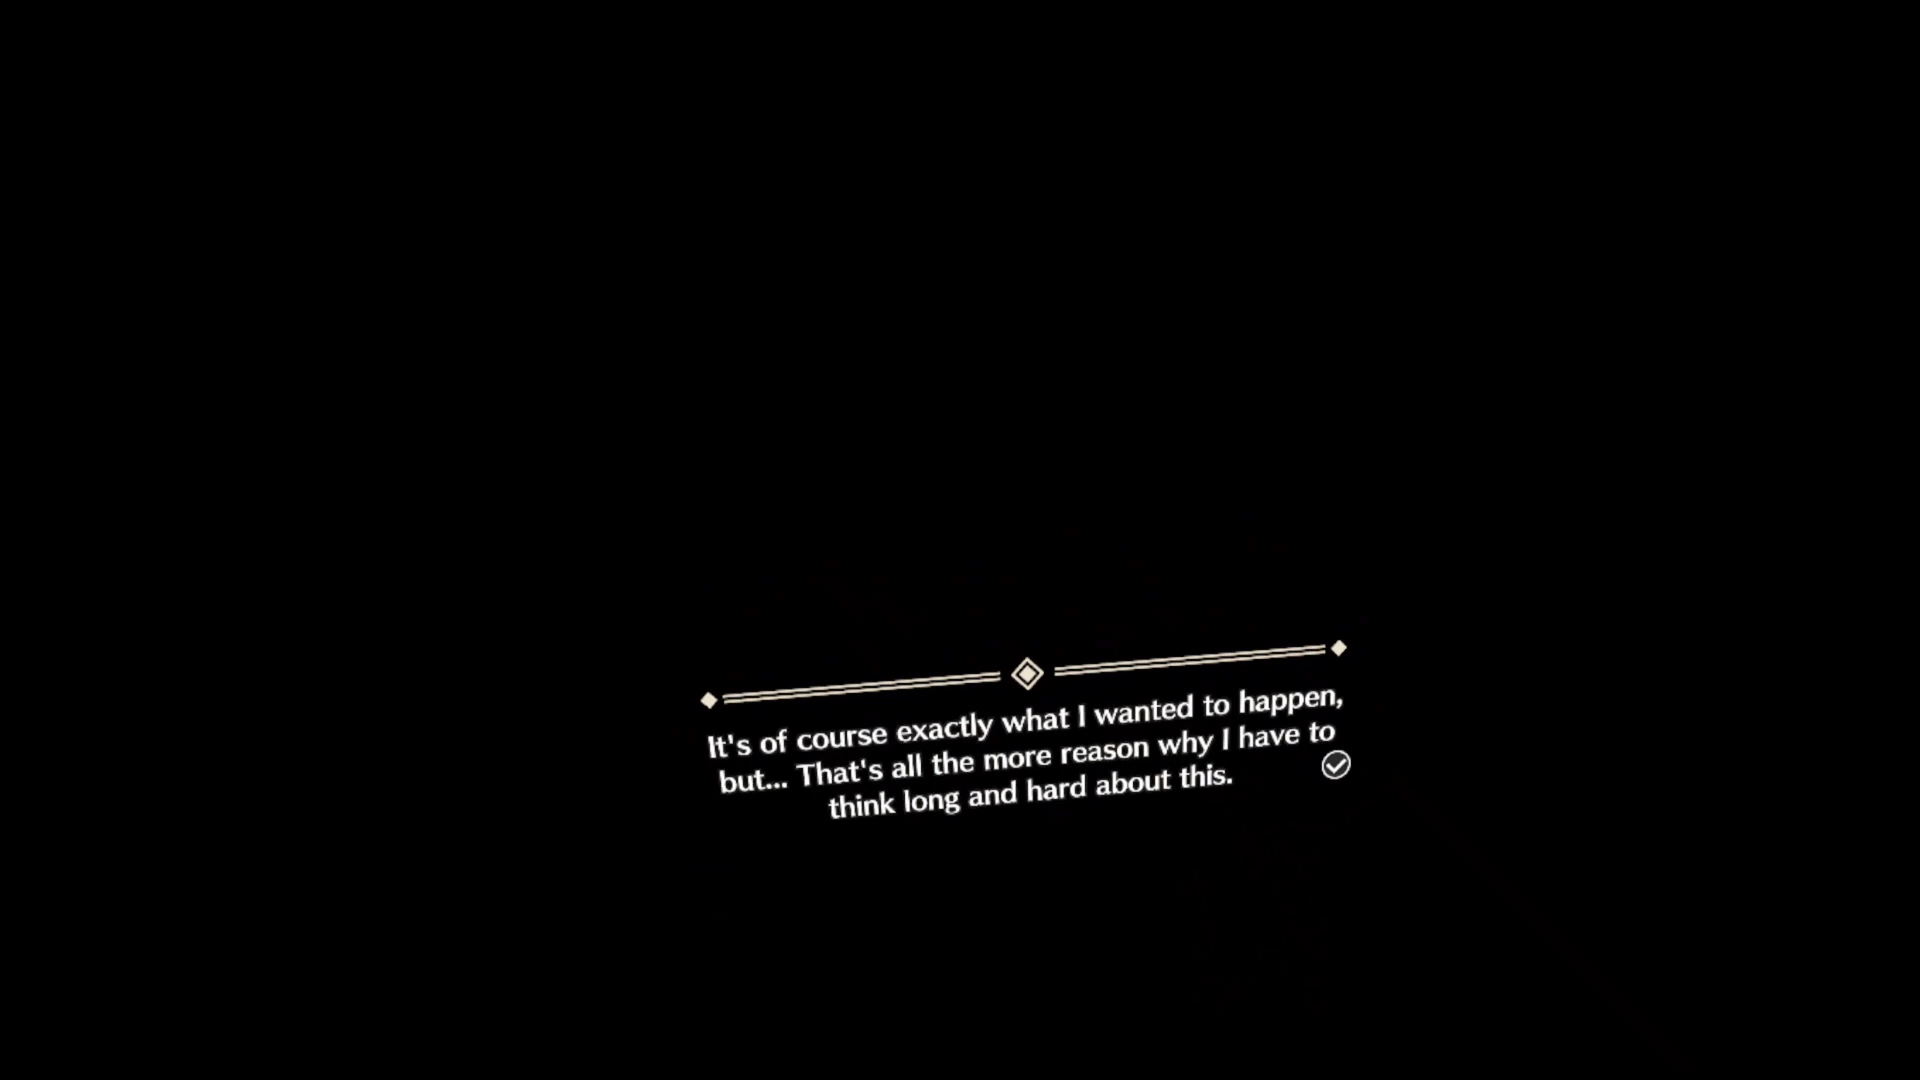 It's of course exactly what I wanted to happen,
but... That's all the more reason why I have to
think long and hard about this.